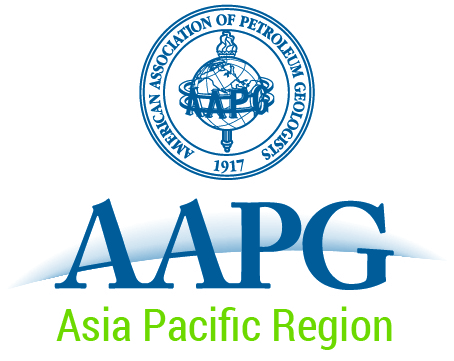 AMERICAN ASSOCIATION OF PETROLEUM GEOLOGISTS
AAPG
1917
AAPG
Asia Pacific Region